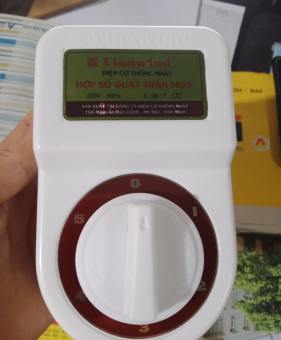 Vinawind
ĐIỆN CƠ THỐNG NHẤT
HỘP SỐ QUẠT TRẦN 1400
220V - 50Hz
SẢN XUẤT TẠI CÔNG TY ĐIỆN CƠ THỐNG NHẤT
164 Nguyễn Đức Cảnh - Hà Nội - Việt Nam
0
5
1
4
2
3